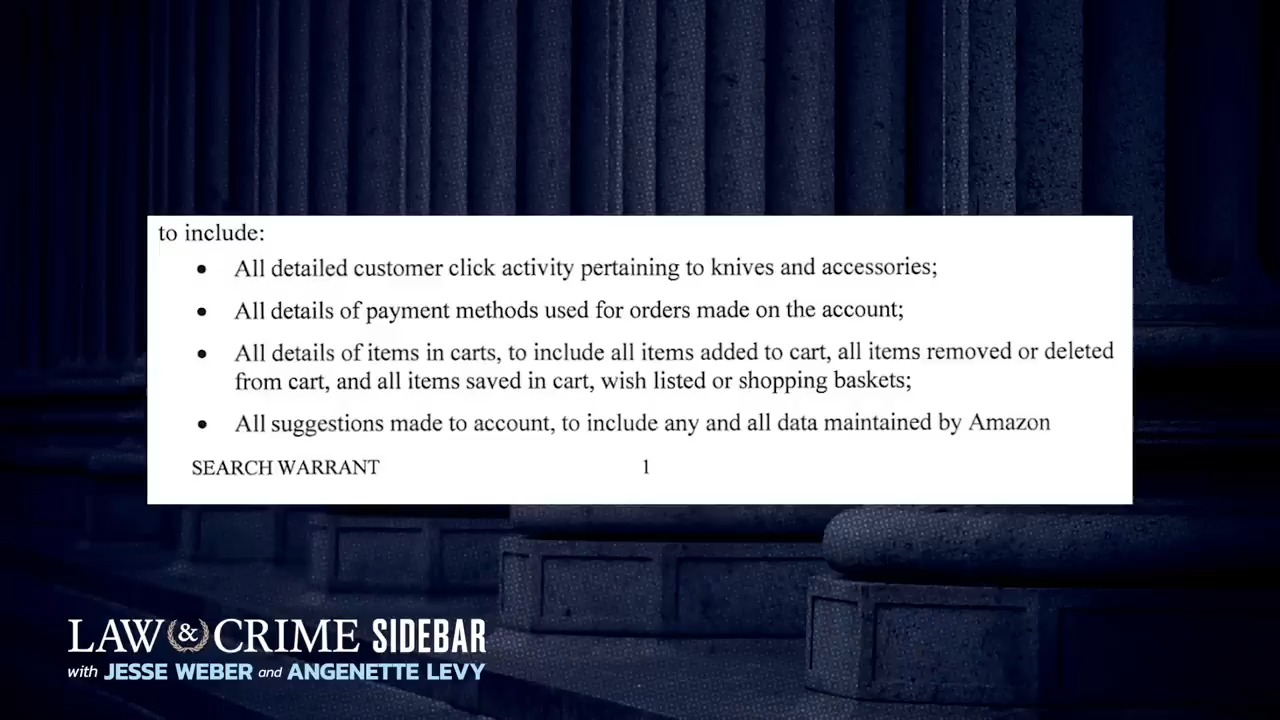 to include:
• All detailed customer click activity pertaining to knives and accessories;
• All details of payment methods used for orders made on the account;
• All details of items in carts, to include all items added to cart, all items removed or deleted
from cart, and all items saved in cart, wish listed or shopping baskets;
• All suggestions made to account, to include any and all data maintained by Amazon
SEARCH WARRANT 1
LAW & CRIME SIDEBAR
with JESSE WEBER and ANGENETTE LEVY